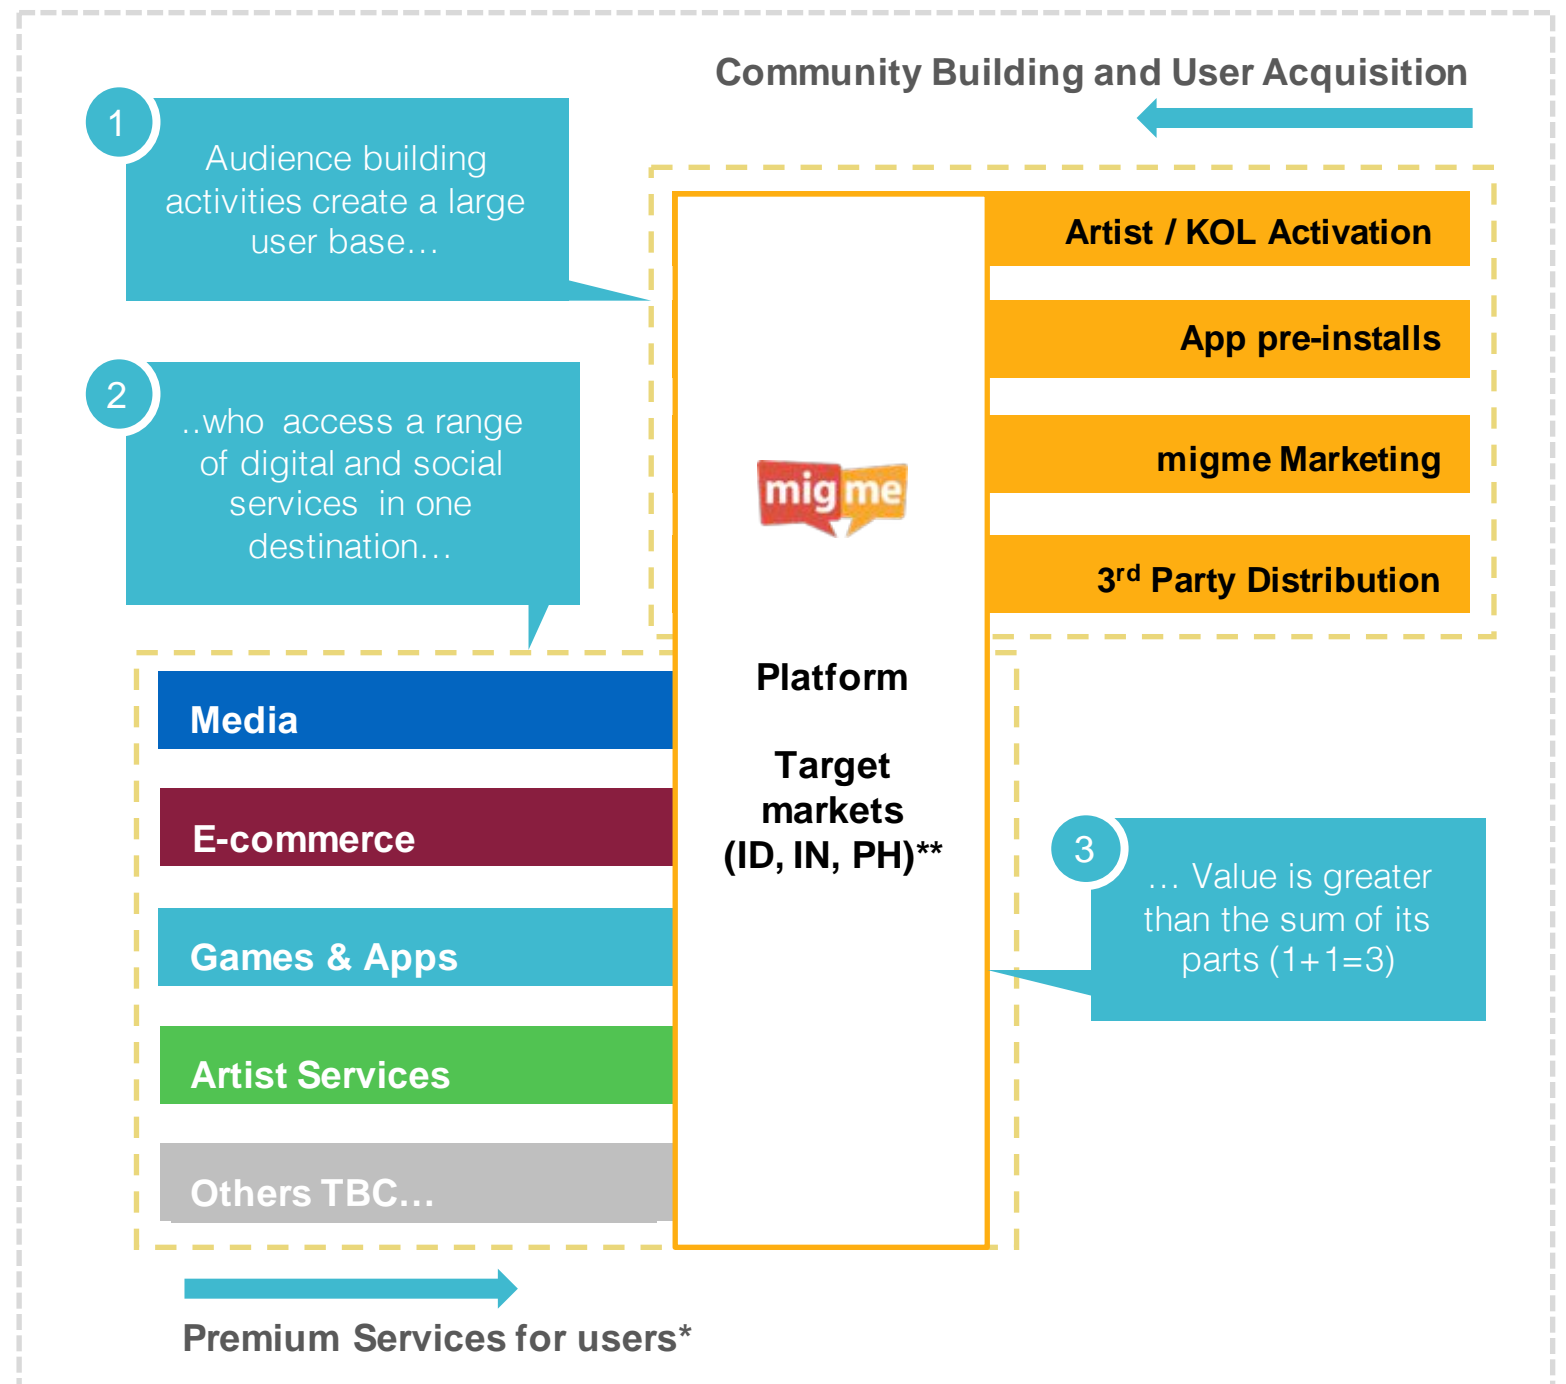 Community Building and User Acquisition
1
Audience building
activities create a large
user base…
Artist / KOL Activation
App pre-installs
migme Marketing
3rd Party Distribution
2
..who access a range
of digital and social
services in one
destination…
mig me
Platform
Target
markets
(ID, IN, PH)**
Media
E-commerce
Games & Apps
Artist Services
Others TBC…
3
… Value is greater
than the sum of its
parts (1+1=3)
Premium Services for users*